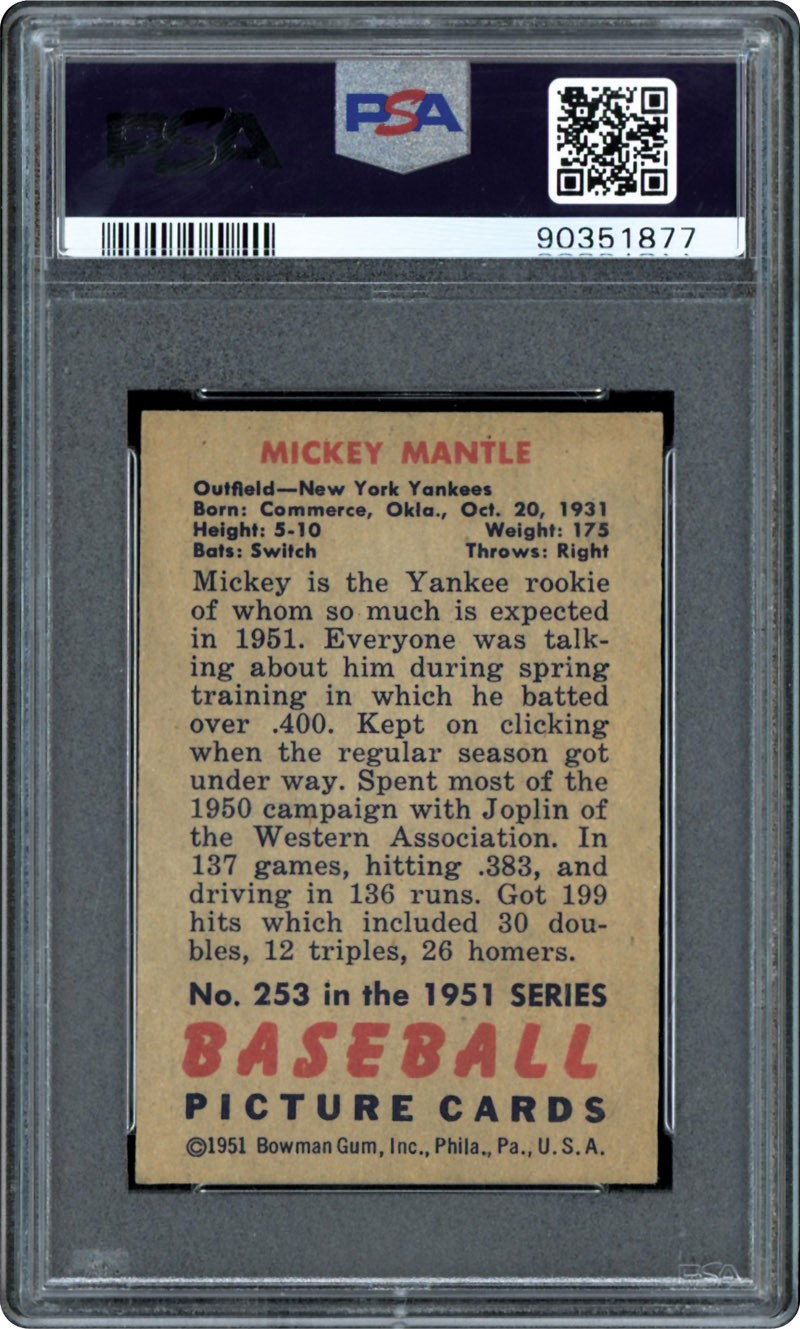 PSA
PSA
90351877
MICKEY MANTLE
Outfield—New York Yankees
Born: Commerce, Okla., Oct. 20, 1931
Height: 5-10 Weight: 175
Bats: Switch Throws: Right
Mickey is the Yankee rookie
of whom so much is expected
in 1951. Everyone was talk-
ing about him during spring
training in which he batted
over .400. Kept on clicking
when the regular season got
under way. Spent most of the
1950 campaign with Joplin of
the Western Association. In
137 games, hitting .383, and
driving in 136 runs. Got 199
hits which included 30 dou-
bles, 12 triples, 26 homers.
No. 253 in the 1951 SERIES
BASEBALL
PICTURE CARDS
©1951 Bowman Gum, Inc., Phila., Pa., U.S.A.
PSA